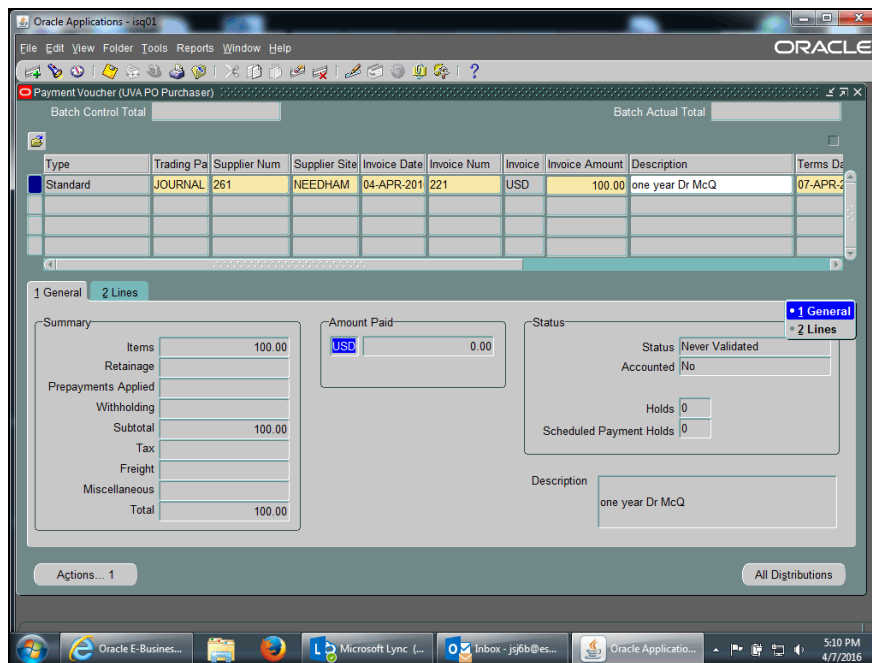 Oracle Applications - isq01
File Edit View Folder Tools Reports Window Help
ORACLE
Payment Voucher (UVA PO Purchaser)
Batch Control Total
Batch Actual Total
Type Trading Pa Supplier Num Supplier Site Invoice Date Invoice Num Invoice Invoice Amount Description Terms Da
Standard JOURNAL 261 NEEDHAM 04-APR-201 221 USD 100.00 one year Dr McQ 07-APR-2
1 General 2 Lines
1 General
2 Lines
Summary
Items 100.00
Retainage
Prepayments Applied
Withholding
Subtotal 100.00
Tax
Freight
Miscellaneous
Total 100.00
Amount Paid
USD 0.00
Status
Status Never Validated
Accounted No
Holds 0
Scheduled Payment Holds 0
Description
one year Dr McQ
Actions... 1
All Distributions
Oracle E-Busines...
Microsoft Lync (...
Inbox - jsj6b@es...
Oracle Applicatio...
5:10 PM
4/7/2016